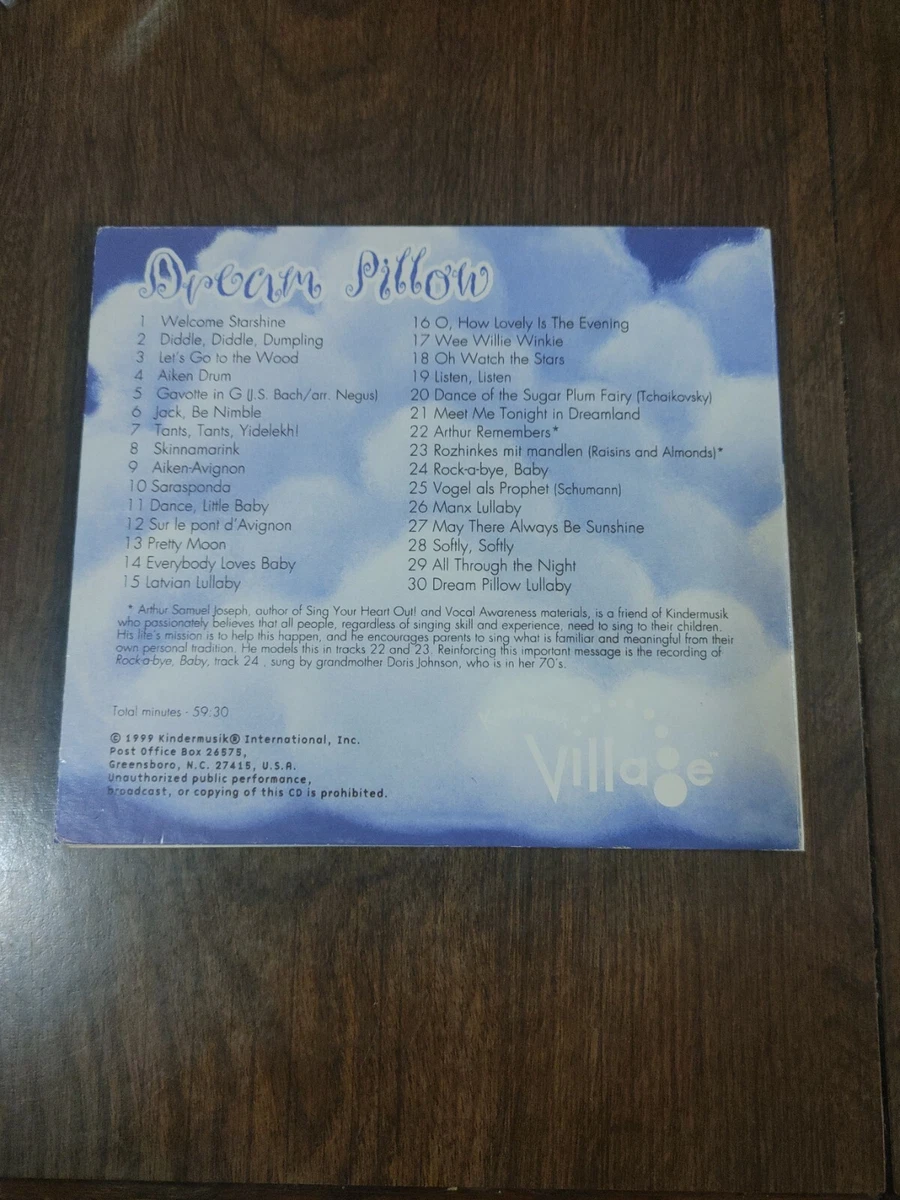 Dream Pillow
1 Welcome Starshine
2 Diddle, Diddle, Dumpling
3 Let's Go to the Wood
4 Aiken Drum
5 Gavotte in G (J.S. Bach/arr. Negus)
6 Jack, Be Nimble
7 Tants, Tants, Yidelekh!
8 Skinnamarink
9 Aiken-Avignon
10 Sarasponda
11 Dance, Little Baby
12 Sur le pont d'Avignon
13 Pretty Moon
14 Everybody Loves Baby
15 Latvian Lullaby
16 O, How Lovely Is The Evening
17 Wee Willie Winkie
18 Oh Watch the Stars
19 Listen, Listen
20 Dance of the Sugar Plum Fairy (Tchaikovsky)
21 Meet Me Tonight in Dreamland
22 Arthur Remembers*
23 Rozhinkes mit mandlen (Raisins and Almonds)*
24 Rock-a-bye, Baby
25 Vogel als Prophet (Schumann)
26 Manx Lullaby
27 May There Always Be Sunshine
28 Softly, Softly
29 All Through the Night
30 Dream Pillow Lullaby
* Arthur Samuel Joseph, author of Sing Your Heart Out! and Vocal Awareness materials, is a friend of Kindermusik
who passionately believes that all people, regardless of singing skill and experience, need to sing to their children.
His life's mission is to help this happen, and he encourages parents to sing what is familiar and meaningful from their
own personal tradition. He models this in tracks 22 and 23. Reinforcing this important message is the recording of
Rock-a-bye, Baby, track 24 , sung by grandmother Doris Johnson, who is in her 70's.
Total minutes - 59:30
© 1999 Kindermusik® International, Inc.
Post Office Box 26575,
Greensboro, N.C. 27415, U.S.A.
Unauthorized public performance,
broadcast, or copying of this CD is prohibited.
Village™